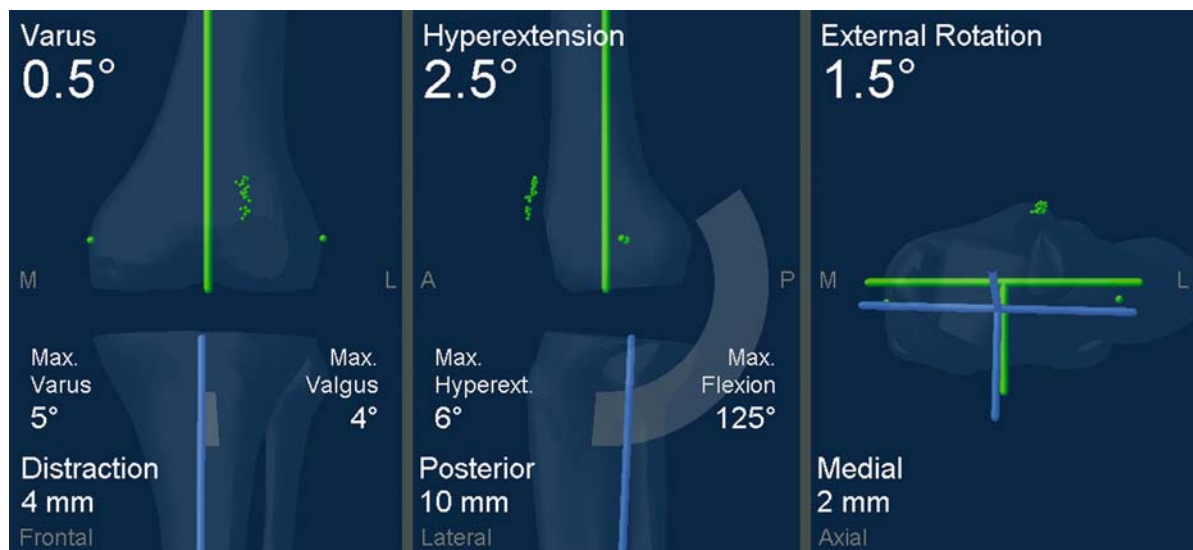 Varus
0.5°
M
L
Max.
Varus
5°
Max.
Valgus
4°
Distraction
4 mm
Frontal
Hyperextension
2.5°
A
P
Max.
Hyperext.
6°
Max.
Flexion
125°
Posterior
10 mm
Lateral
External Rotation
1.5°
M
L
Medial
2 mm
Axial